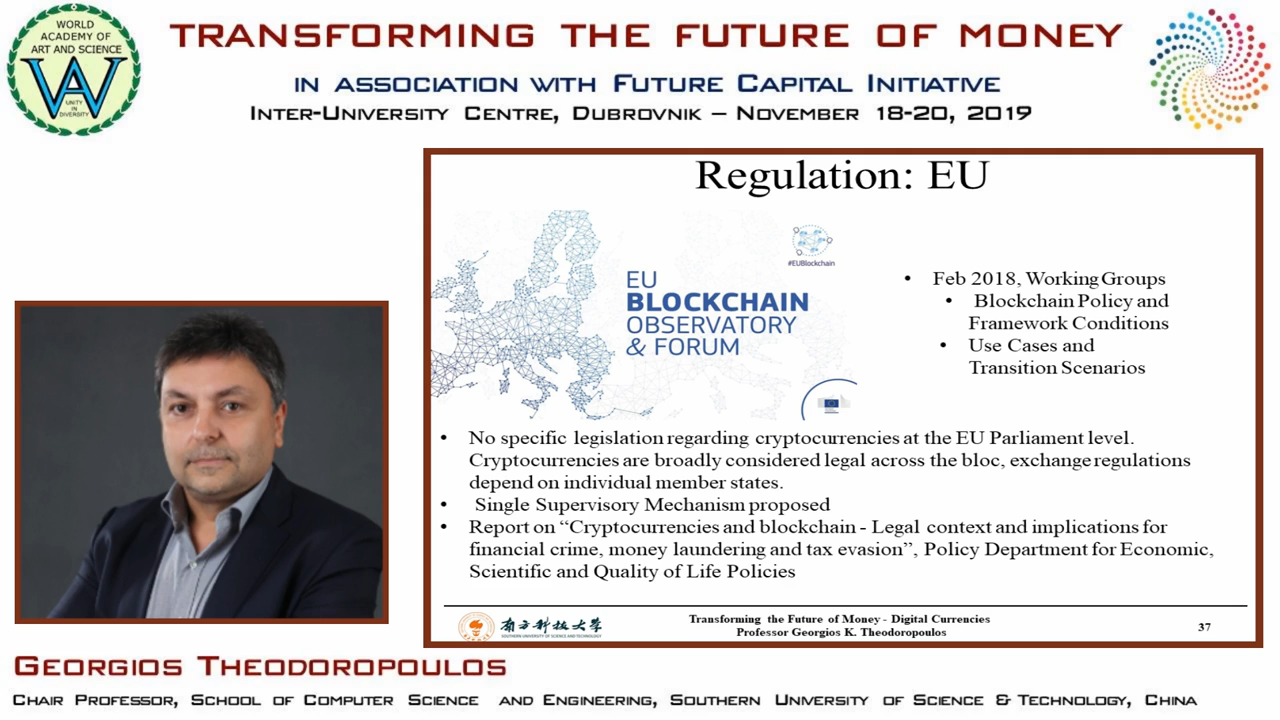 WORLD
ACADEMY OF
ART AND SCIENCE
UNITY
IN
DIVERSITY
TRANSFORMING THE FUTURE OF MONEY
IN ASSOCIATION WITH FUTURE CAPITAL INITIATIVE
INTER-UNIVERSITY CENTRE, DUBROVNIK – NOVEMBER 18-20, 2019
Regulation: EU
#EUBlockchain
EU
BLOCKCHAIN
OBSERVATORY
& FORUM
• Feb 2018, Working Groups
• Blockchain Policy and
Framework Conditions
• Use Cases and
Transition Scenarios
• No specific legislation regarding cryptocurrencies at the EU Parliament level.
Cryptocurrencies are broadly considered legal across the bloc, exchange regulations
depend on individual member states.
• Single Supervisory Mechanism proposed
• Report on “Cryptocurrencies and blockchain - Legal context and implications for
financial crime, money laundering and tax evasion”, Policy Department for Economic,
Scientific and Quality of Life Policies
南方科技大学
SOUTHERN UNIVERSITY OF SCIENCE AND TECHNOLOGY
Transforming the Future of Money - Digital Currencies
Professor Georgios K. Theodoropoulos
37
GEORGIOS THEODOROPOULOS
CHAIR PROFESSOR, SCHOOL OF COMPUTER SCIENCE AND ENGINEERING, SOUTHERN UNIVERSITY OF SCIENCE & TECHNOLOGY, CHINA